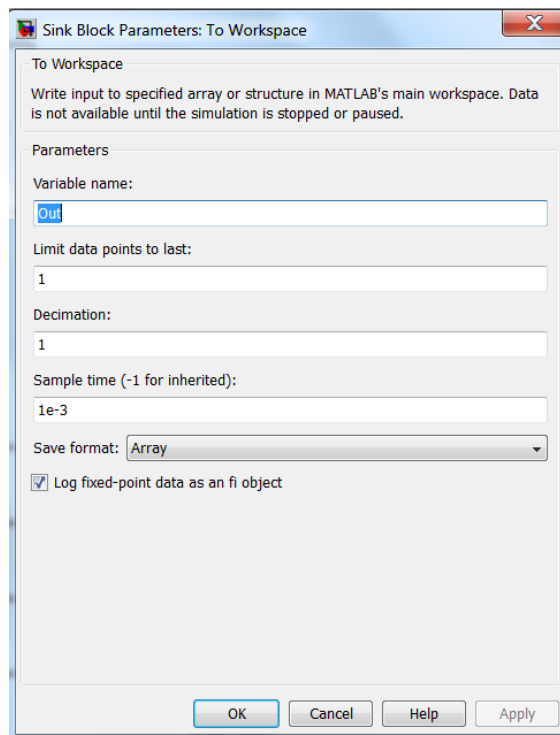 Sink Block Parameters: To Workspace
To Workspace
Write input to specified array or structure in MATLAB's main workspace. Data
is not available until the simulation is stopped or paused.
Parameters
Variable name:
Out
Limit data points to last:
1
Decimation:
1
Sample time (-1 for inherited):
1e-3
Save format: Array
Log fixed-point data as an fi object
OK Cancel Help Apply